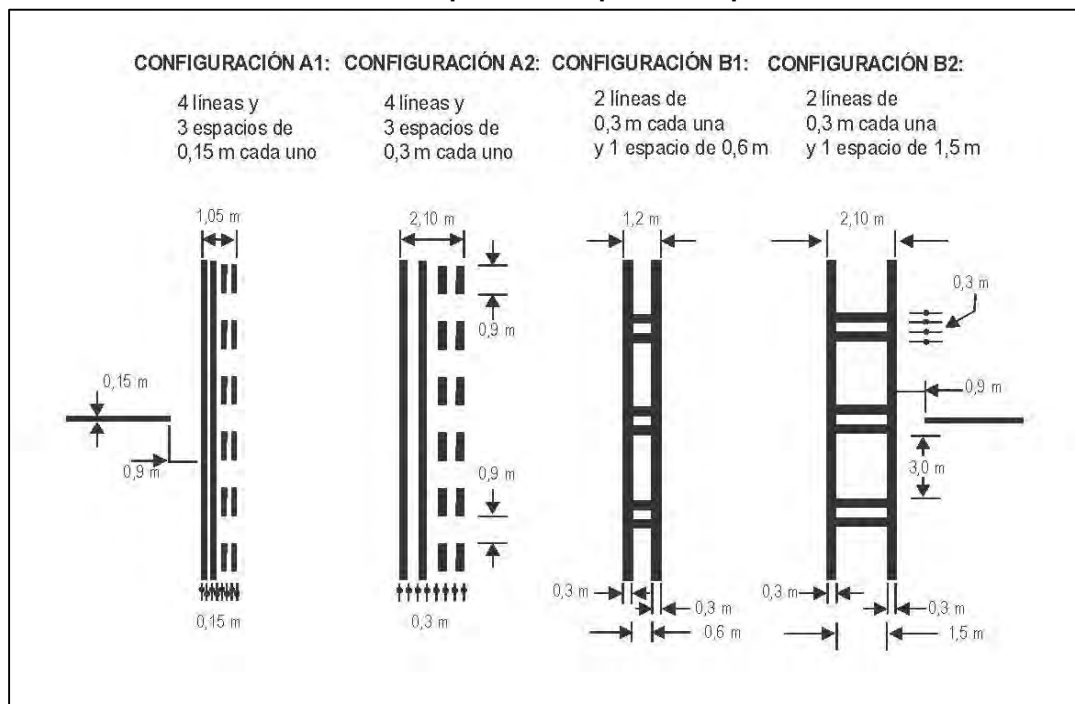 CONFIGURACIÓN A1:
4 líneas y
3 espacios de
0,15 m cada uno
CONFIGURACIÓN A2:
4 líneas y
3 espacios de
0,3 m cada uno
CONFIGURACIÓN B1:
2 líneas de
0,3 m cada una
y 1 espacio de 0,6 m
CONFIGURACIÓN B2:
2 líneas de
0,3 m cada una
y 1 espacio de 1,5 m
1,05 m
2,10 m
1,2 m
2,10 m
0,3 m
0,9 m
0,15 m
0,9 m
0,9 m
3,0 m
0,9 m
0,3 m
0,3 m
0,3 m
0,3 m
0,15 m
0,3 m
0,6 m
1,5 m